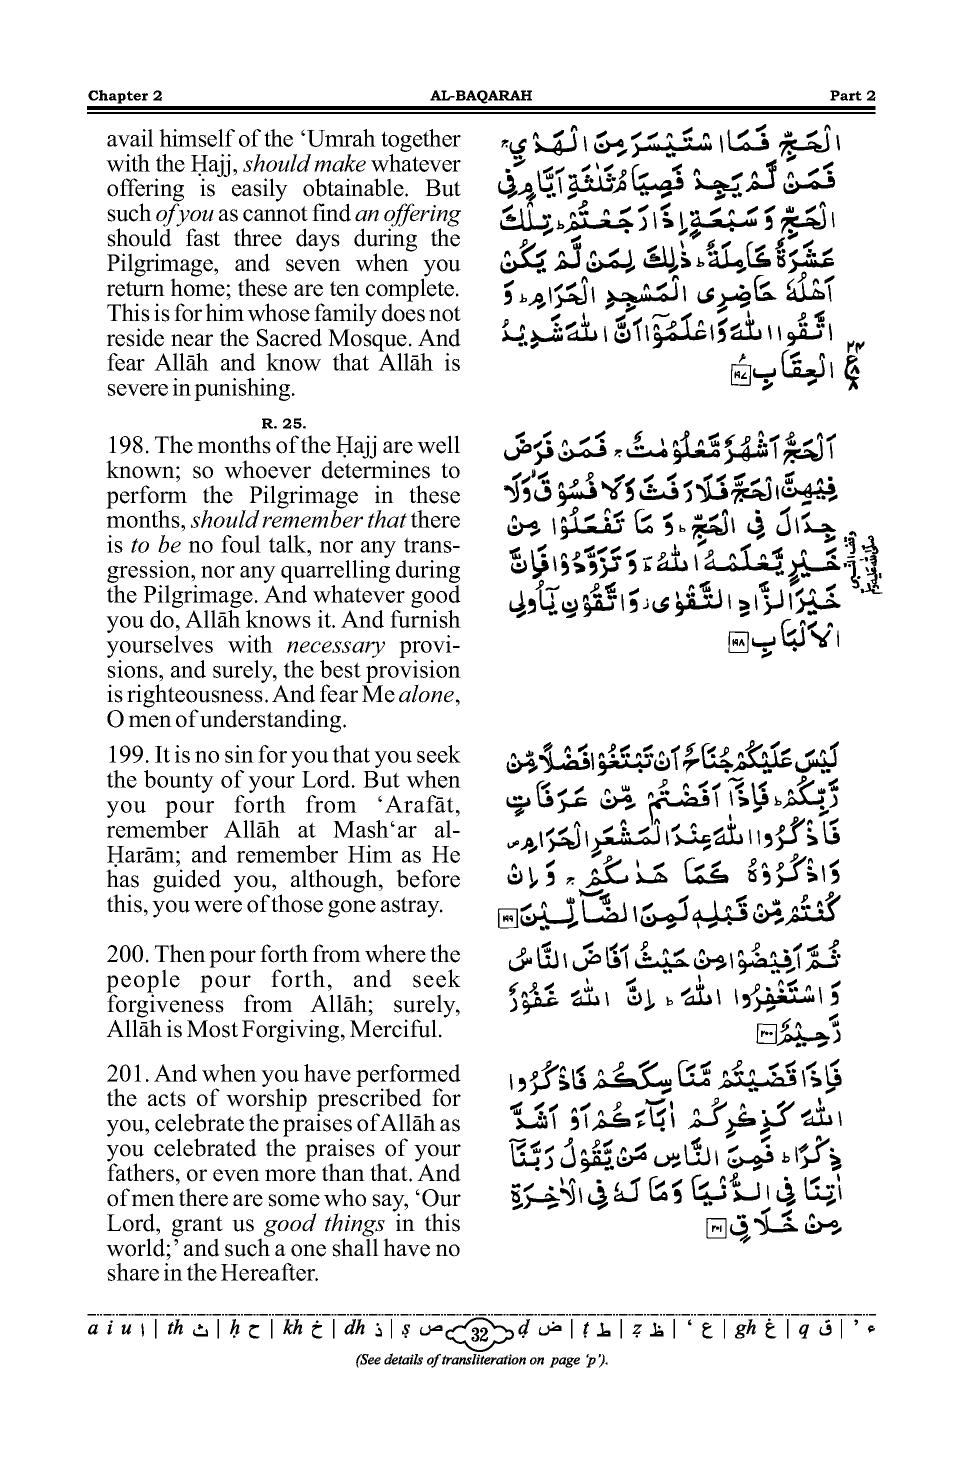 Chapter 2 AL-BAQARAH Part 2
avail himself of the ‘Umrah together
with the Ḥajj, should make whatever
offering is easily obtainable. But
such of you as cannot find an offering
should fast three days during the
Pilgrimage, and seven when you
return home; these are ten complete.
This is for him whose family does not
reside near the Sacred Mosque. And
fear Allāh and know that Allāh is
severe in punishing.
R. 25.
198. The months of the Ḥajj are well
known; so whoever determines to
perform the Pilgrimage in these
months, should remember that there
is to be no foul talk, nor any trans-
gression, nor any quarrelling during
the Pilgrimage. And whatever good
you do, Allāh knows it. And furnish
yourselves with necessary provi-
sions, and surely, the best provision
is righteousness. And fear Me alone,
O men of understanding.
199. It is no sin for you that you seek
the bounty of your Lord. But when
you pour forth from ‘Arafāt,
remember Allāh at Mash‘ar al-
Ḥarām; and remember Him as He
has guided you, although, before
this, you were of those gone astray.
200. Then pour forth from where the
people pour forth, and seek
forgiveness from Allāh; surely,
Allāh is Most Forgiving, Merciful.
201. And when you have performed
the acts of worship prescribed for
you, celebrate the praises of Allāh as
you celebrated the praises of your
fathers, or even more than that. And
of men there are some who say, ‘Our
Lord, grant us good things in this
world;’ and such a one shall have no
share in the Hereafter.
الْحَجِّ فَمَا اسْتَيْسَرَ مِنَ الْهَدْيِ ۚ
فَمَنْ لَّمْ يَجِدْ فَصِيَامُ ثَلٰثَةِ اَيَّامٍ فِي
الْحَجِّ وَ سَبْعَةٍ اِذَا رَجَعْتُمْ ؕ تِلْكَ
عَشَرَةٌ كَامِلَةٌ ؕ ذٰلِكَ لِمَنْ لَّمْ يَكُنْ
اَهْلُهٗ حَاضِرِى الْمَسْجِدِ الْحَرَامِ ؕ وَ
اتَّقُوا اللّٰهَ وَاعْلَمُوْۤا اَنَّ اللّٰهَ شَدِيْدُ
الْعِقَابِ ۱۹۷
اَلْحَجُّ اَشْهُرٌ مَّعْلُوْمٰتٌ ۚ فَمَنْ فَرَضَ
فِيْهِنَّ الْحَجَّ فَلَا رَفَثَ وَلَا فُسُوْقَ ۙ وَلَا
جِدَالَ فِي الْحَجِّ ؕ وَ مَا تَفْعَلُوْا مِنْ
خَيْرٍ يَّعْلَمْهُ اللّٰهُ ؔ وَ تَزَوَّدُوْا فَاِنَّ
خَيْرَ الزَّادِ التَّقْوٰى ۫ وَ اتَّقُوْنِ يٰۤاُولِى
الْاَلْبَابِ ۱۹۸
لَيْسَ عَلَيْكُمْ جُنَاحٌ اَنْ تَبْتَغُوْا فَضْلًا مِّنْ
رَّبِّكُمْ ؕ فَاِذَاۤ اَفَضْتُمْ مِّنْ عَرَفَاتٍ
فَاذْكُرُوا اللّٰهَ عِنْدَ الْمَشْعَرِ الْحَرَامِ ۪
وَاذْكُرُوْهُ كَمَا هَدٰىكُمْ ۚ وَ اِنْ
كُنْتُمْ مِّنْ قَبْلِهٖ لَمِنَ الضَّآلِّيْنَ ۱۹۹
ثُمَّ اَفِيْضُوْا مِنْ حَيْثُ اَفَاضَ النَّاسُ
وَ اسْتَغْفِرُوا اللّٰهَ ؕ اِنَّ اللّٰهَ غَفُوْرٌ
رَّحِيْمٌ ۲۰۰
فَاِذَا قَضَيْتُمْ مَّنَاسِكَكُمْ فَاذْكُرُوا
اللّٰهَ كَذِكْرِكُمْ اٰبَآءَكُمْ اَوْ اَشَدَّ
ذِكْرًا ؕ فَمِنَ النَّاسِ مَنْ يَّقُوْلُ رَبَّنَاۤ
اٰتِنَا فِى الدُّنْيَا وَ مَا لَهٗ فِى الْاٰخِرَةِ
مِنْ خَلَاقٍ ۲۰۱
a i u ا | th ث | ḥ ح | kh خ | dh ذ | ṣ ص 32 ḍ ض | ṭ ط | ẓ ظ | ‘ ع | gh غ | q ق | ’ ء
(See details of transliteration on page ‘p’).